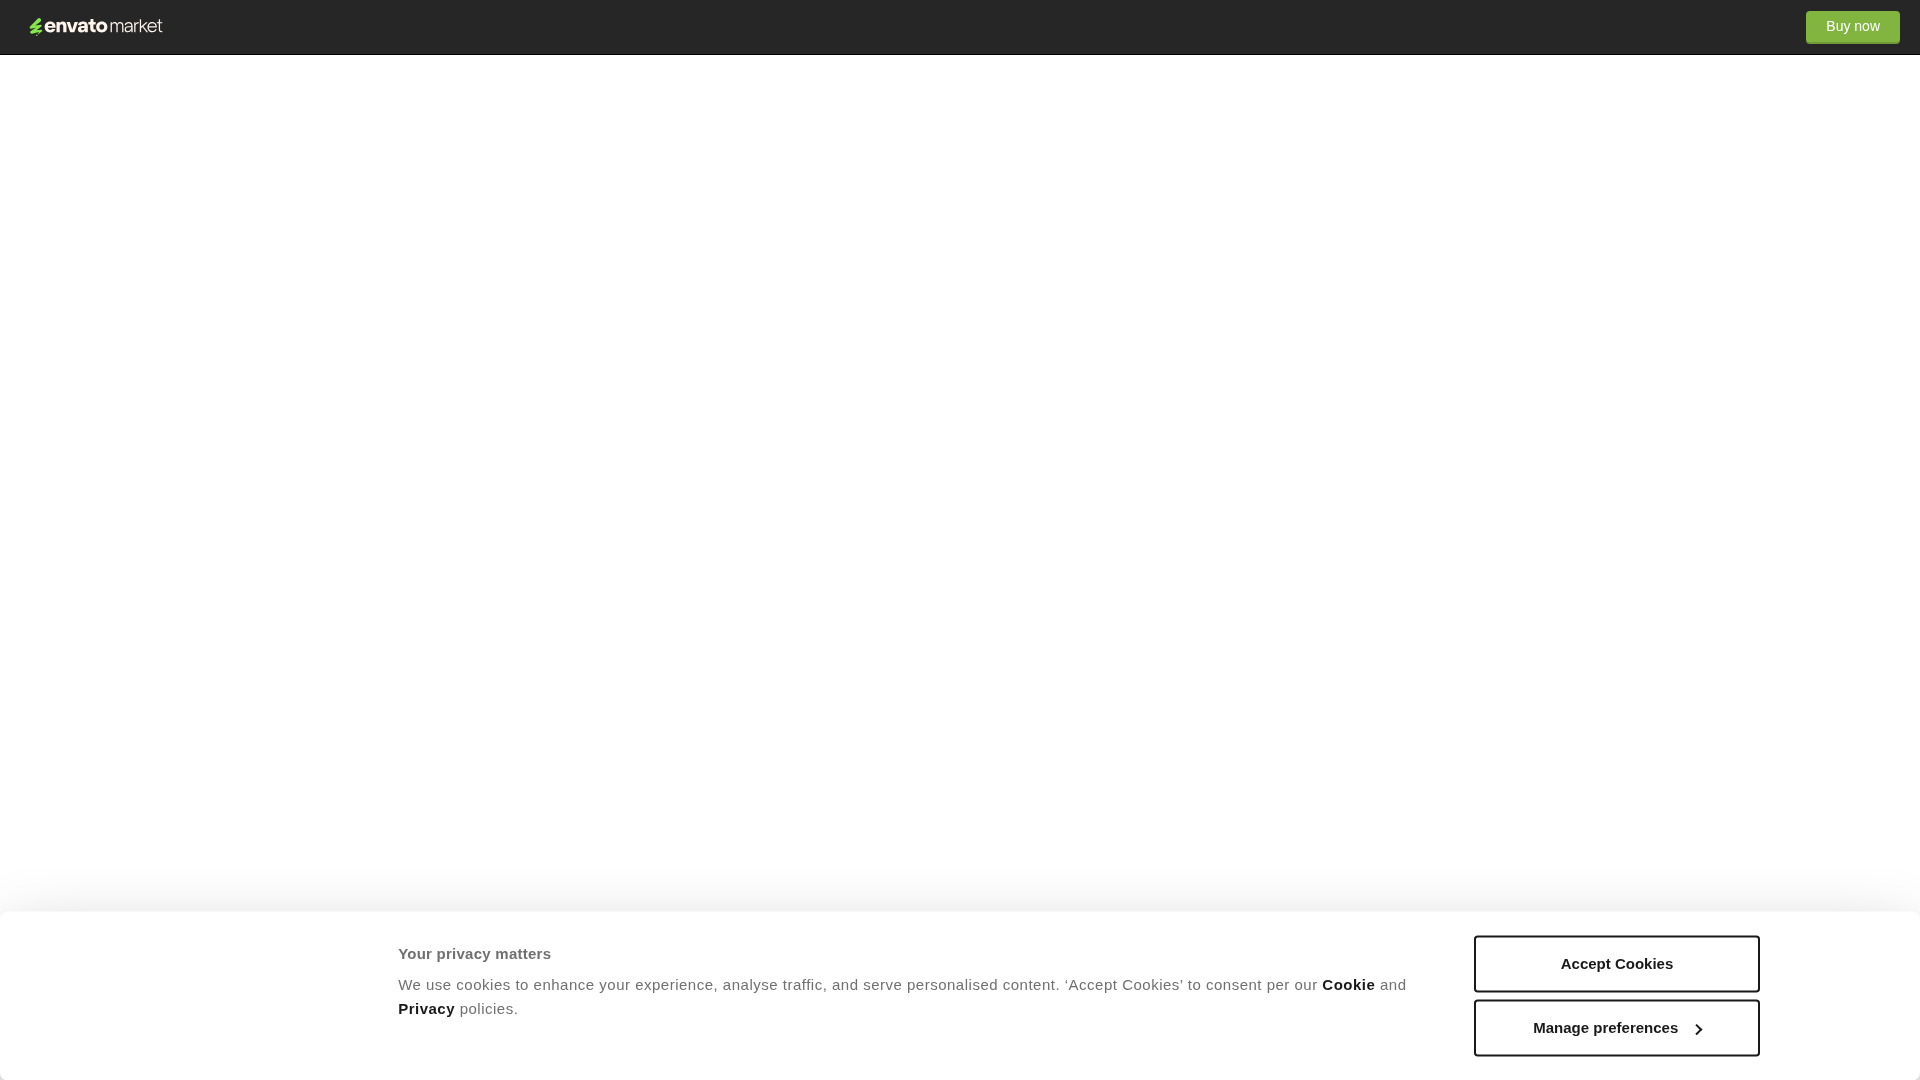 envato market
Buy now
Your privacy matters
We use cookies to enhance your experience, analyse traffic, and serve personalised content. ‘Accept Cookies’ to consent per our Cookie and
Privacy policies.
Accept Cookies
Manage preferences